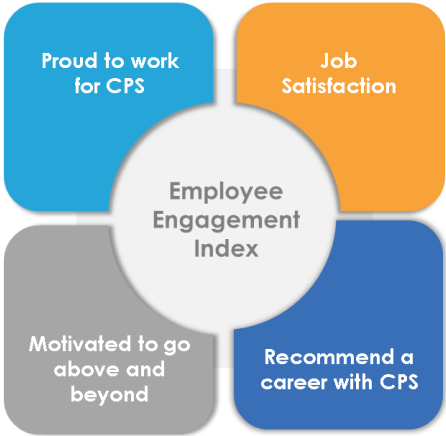 Proud to work
for CPS
Job
Satisfaction
Employee
Engagement
Index
Motivated to go
above and
beyond
Recommend a
career with CPS